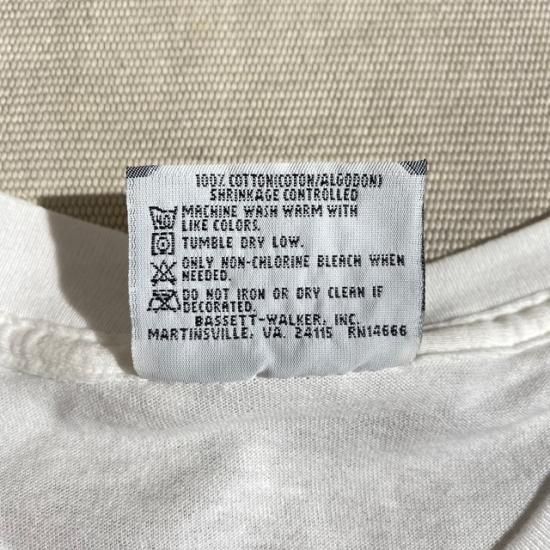 100% COTTON(COTON/ALGODON)
SHRINKAGE CONTROLLED
40 MACHINE WASH WARM WITH
LIKE COLORS.
TUMBLE DRY LOW.
ONLY NON-CHLORINE BLEACH WHEN
NEEDED.
DO NOT IRON OR DRY CLEAN IF
DECORATED.
BASSETT-WALKER, INC.
MARTINSVILLE, VA. 24115 RN14666